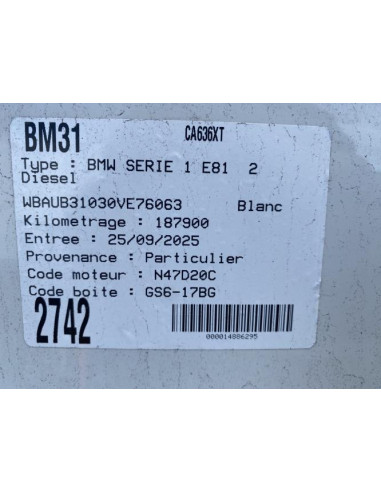 BM31 CA636XT
Type : BMW SERIE 1 E81 2
Diesel
WBAUB31030VE76063 Blanc
Kilometrage : 187900
Entree : 25/09/2025
Provenance : Particulier
Code moteur : N47D20C
Code boite : GS6-17BG
2742
000014886295